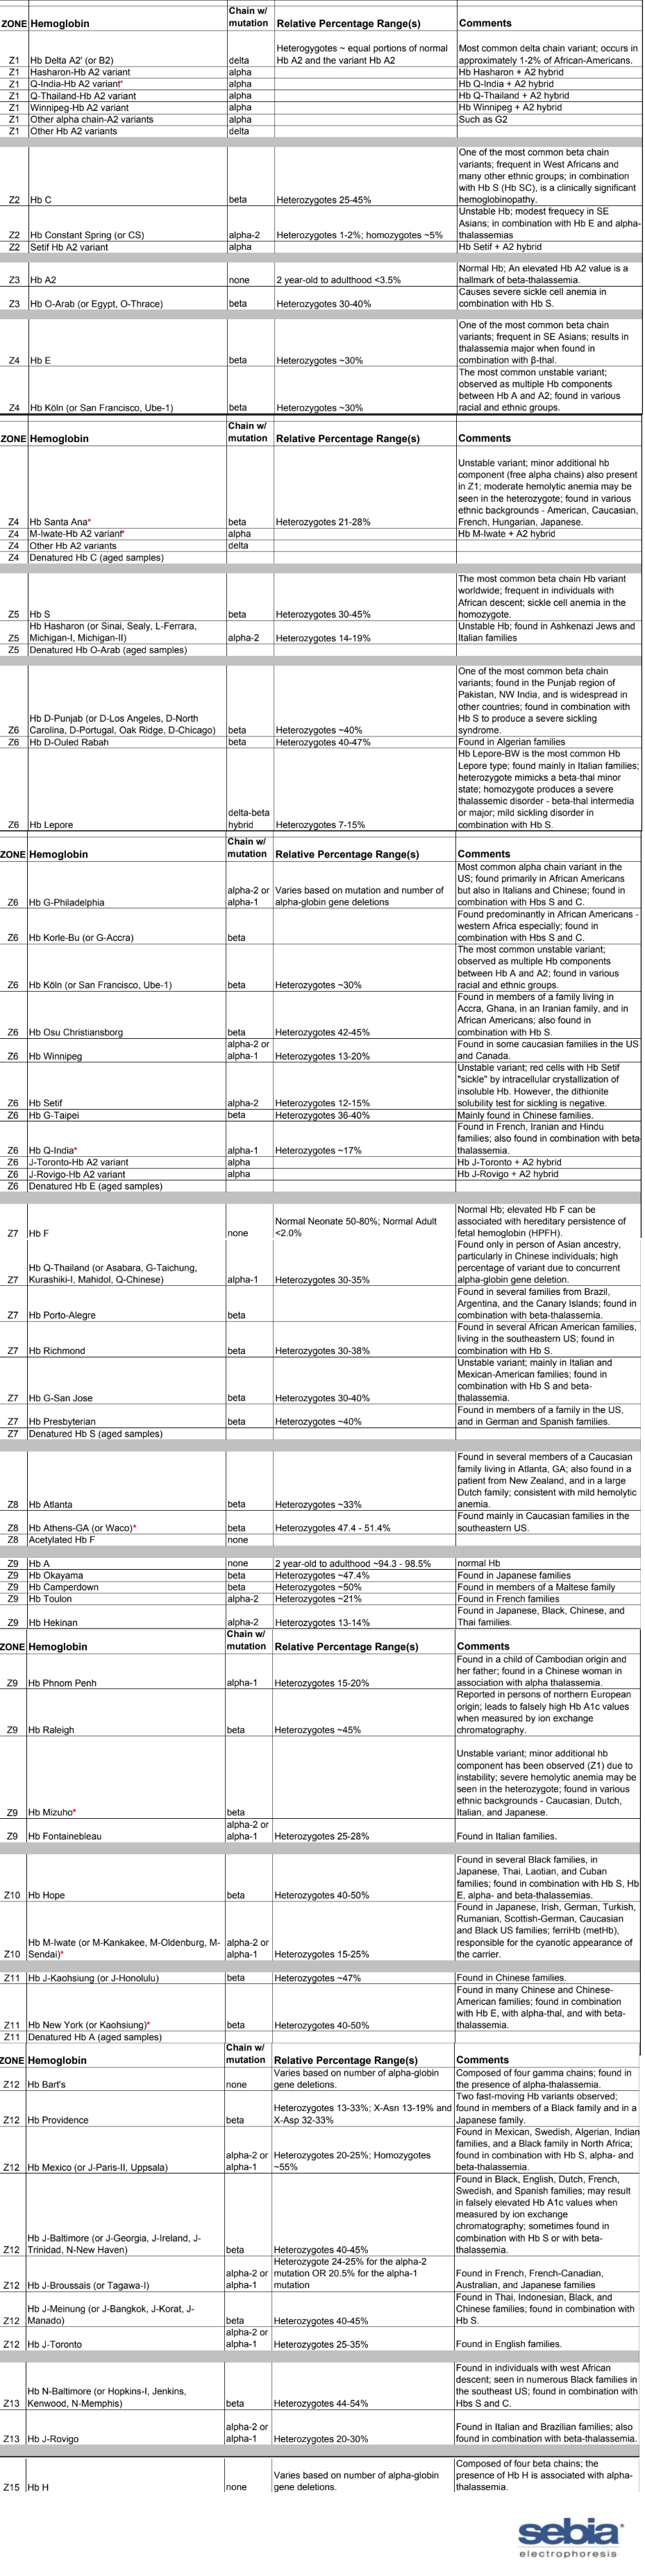 ZONE Hemoglobin Chain w/ mutation Relative Percentage Range(s) Comments
Z1 Hb Delta A2' (or B2) delta Heterogygotes ~ equal portions of normal Hb A2 and the variant Hb A2 Most common delta chain variant; occurs in approximately 1-2% of African-Americans.
Z1 Hasharon-Hb A2 variant alpha Hb Hasharon + A2 hybrid
Z1 Q-India-Hb A2 variant* alpha Hb Q-India + A2 hybrid
Z1 Q-Thailand-Hb A2 variant alpha Hb Q-Thailand + A2 hybrid
Z1 Winnipeg-Hb A2 variant alpha Hb Winnipeg + A2 hybrid
Z1 Other alpha chain-A2 variants alpha Such as G2
Z1 Other Hb A2 variants delta
Z2 Hb C beta Heterozygotes 25-45% One of the most common beta chain variants; frequent in West Africans and many other ethnic groups; in combination with Hb S (Hb SC), is a clinically significant hemoglobinopathy.
Z2 Hb Constant Spring (or CS) alpha-2 Heterozygotes 1-2%; homozygotes ~5% Unstable Hb; modest frequecy in SE Asians; in combination with Hb E and alpha-thalassemias
Z2 Setif Hb A2 variant alpha Hb Setif + A2 hybrid
Z3 Hb A2 none 2 year-old to adulthood <3.5% Normal Hb; An elevated Hb A2 value is a hallmark of beta-thalassemia.
Z3 Hb O-Arab (or Egypt, O-Thrace) beta Heterozygotes 30-40% Causes severe sickle cell anemia in combination with Hb S.
Z4 Hb E beta Heterozygotes ~30% One of the most common beta chain variants; frequent in SE Asians; results in thalassemia major when found in combination with β-thal.
Z4 Hb Köln (or San Francisco, Ube-1) beta Heterozygotes ~30% The most common unstable variant; observed as multiple Hb components between Hb A and A2; found in various racial and ethnic groups.
ZONE Hemoglobin Chain w/ mutation Relative Percentage Range(s) Comments
Z4 Hb Santa Ana* beta Heterozygotes 21-28% Unstable variant; minor additional hb component (free alpha chains) also present in Z1; moderate hemolytic anemia may be seen in the heterozygote; found in various ethnic backgrounds - American, Caucasian, French, Hungarian, Japanese.
Z4 M-Iwate-Hb A2 variant* alpha Hb M-Iwate + A2 hybrid
Z4 Other Hb A2 variants delta
Z4 Denatured Hb C (aged samples)
Z5 Hb S beta Heterozygotes 30-45% The most common beta chain Hb variant worldwide; frequent in individuals with African descent; sickle cell anemia in the homozygote.
Z5 Hb Hasharon (or Sinai, Sealy, L-Ferrara, Michigan-I, Michigan-II) alpha-2 Heterozygotes 14-19% Unstable Hb; found in Ashkenazi Jews and Italian families
Z5 Denatured Hb O-Arab (aged samples)
Z6 Hb D-Punjab (or D-Los Angeles, D-North Carolina, D-Portugal, Oak Ridge, D-Chicago) beta Heterozygotes ~40% One of the most common beta chain variants; found in the Punjab region of Pakistan, NW India, and is widespread in other countries; found in combination with Hb S to produce a severe sickling syndrome.
Z6 Hb D-Ouled Rabah beta Heterozygotes 40-47% Found in Algerian families
Z6 Hb Lepore delta-beta hybrid Heterozygotes 7-15% Hb Lepore-BW is the most common Hb Lepore type; found mainly in Italian families; heterozygote mimicks a beta-thal minor state; homozygote produces a severe thalassemic disorder - beta-thal intermedia or major; mild sickling disorder in combination with Hb S.
ZONE Hemoglobin Chain w/ mutation Relative Percentage Range(s) Comments
Z6 Hb G-Philadelphia alpha-2 or alpha-1 Varies based on mutation and number of alpha-globin gene deletions Most common alpha chain variant in the US; found primarily in African Americans but also in Italians and Chinese; found in combination with Hbs S and C.
Z6 Hb Korle-Bu (or G-Accra) beta Found predominantly in African Americans - western Africa especially; found in combination with Hbs S and C.
Z6 Hb Köln (or San Francisco, Ube-1) beta Heterozygotes ~30% The most common unstable variant; observed as multiple Hb components between Hb A and A2; found in various racial and ethnic groups.
Z6 Hb Osu Christiansborg beta Heterozygotes 42-45% Found in members of a family living in Accra, Ghana, in an Iranian family, and in African Americans; also found in combination with Hb S.
Z6 Hb Winnipeg alpha-2 or alpha-1 Heterozygotes 13-20% Found in some caucasian families in the US and Canada.
Z6 Hb Setif alpha-2 Heterozygotes 12-15% Unstable variant; red cells with Hb Setif "sickle" by intracellular crystallization of insoluble Hb. However, the dithionite solubility test for sickling is negative.
Z6 Hb G-Taipei beta Heterozygotes 36-40% Mainly found in Chinese families.
Z6 Hb Q-India* alpha-1 Heterozygotes ~17% Found in French, Iranian and Hindu families; also found in combination with beta-thalassemia.
Z6 J-Toronto-Hb A2 variant alpha Hb J-Toronto + A2 hybrid
Z6 J-Rovigo-Hb A2 variant alpha Hb J-Rovigo + A2 hybrid
Z6 Denatured Hb E (aged samples)
Z7 Hb F none Normal Neonate 50-80%; Normal Adult <2.0% Normal Hb; elevated Hb F can be associated with hereditary persistence of fetal hemoglobin (HPFH).
Z7 Hb Q-Thailand (or Asabara, G-Taichung, Kurashiki-I, Mahidol, Q-Chinese) alpha-1 Heterozygotes 30-35% Found only in person of Asian ancestry, particularly in Chinese individuals; high percentage of variant due to concurrent alpha-globin gene deletion.
Z7 Hb Porto-Alegre beta Found in several families from Brazil, Argentina, and the Canary Islands; found in combination with beta-thalassemia.
Z7 Hb Richmond beta Heterozygotes 30-38% Found in several African American families, living in the southeastern US; found in combination with Hb S.
Z7 Hb G-San Jose beta Heterozygotes 30-40% Unstable variant; mainly in Italian and Mexican-American families; found in combination with Hb S and beta-thalassemia.
Z7 Hb Presbyterian beta Heterozygotes ~40% Found in members of a family in the US, and in German and Spanish families.
Z7 Denatured Hb S (aged samples)
Z8 Hb Atlanta beta Heterozygotes ~33% Found in several members of a Caucasian family living in Atlanta, GA; also found in a patient from New Zealand, and in a large Dutch family; consistent with mild hemolytic anemia.
Z8 Hb Athens-GA (or Waco)* beta Heterozygotes 47.4 - 51.4% Found mainly in Caucasian families in the southeastern US.
Z8 Acetylated Hb F none
Z9 Hb A none 2 year-old to adulthood ~94.3 - 98.5% normal Hb
Z9 Hb Okayama beta Heterozygotes ~47.4% Found in Japanese families
Z9 Hb Camperdown beta Heterozygotes ~50% Found in members of a Maltese family
Z9 Hb Toulon alpha-2 Heterozygotes ~21% Found in French families
Z9 Hb Hekinan alpha-2 Heterozygotes 13-14% Found in Japanese, Black, Chinese, and Thai families.
ZONE Hemoglobin Chain w/ mutation Relative Percentage Range(s) Comments
Z9 Hb Phnom Penh alpha-1 Heterozygotes 15-20% Found in a child of Cambodian origin and her father; found in a Chinese woman in association with alpha thalassemia.
Z9 Hb Raleigh beta Heterozygotes ~45% Reported in persons of northern European origin; leads to falsely high Hb A1c values when measured by ion exchange chromatography.
Z9 Hb Mizuho* beta Unstable variant; minor additional hb component has been observed (Z1) due to instability; severe hemolytic anemia may be seen in the heterozygote; found in various ethnic backgrounds - Caucasian, Dutch, Italian, and Japanese.
Z9 Hb Fontainebleau alpha-2 or alpha-1 Heterozygotes 25-28% Found in Italian families.
Z10 Hb Hope beta Heterozygotes 40-50% Found in several Black families, in Japanese, Thai, Laotian, and Cuban families; found in combination with Hb S, Hb E, alpha- and beta-thalassemias.
Z10 Hb M-Iwate (or M-Kankakee, M-Oldenburg, M-Sendai)* alpha-2 or alpha-1 Heterozygotes 15-25% Found in Japanese, Irish, German, Turkish, Rumanian, Scottish-German, Caucasian and Black US families; ferriHb (metHb), responsible for the cyanotic appearance of the carrier.
Z11 Hb J-Kaohsiung (or J-Honolulu) beta Heterozygotes ~47% Found in Chinese families.
Z11 Hb New York (or Kaohsiung)* beta Heterozygotes 40-50% Found in many Chinese and Chinese-American families; found in combination with Hb E, with alpha-thal, and with beta-thalassemia.
Z11 Denatured Hb A (aged samples)
ZONE Hemoglobin Chain w/ mutation Relative Percentage Range(s) Comments
Z12 Hb Bart's none Varies based on number of alpha-globin gene deletions. Composed of four gamma chains; found in the presence of alpha-thalassemia.
Z12 Hb Providence beta Heterozygotes 13-33%; X-Asn 13-19% and X-Asp 32-33% Two fast-moving Hb variants observed; found in members of a Black family and in a Japanese family.
Z12 Hb Mexico (or J-Paris-II, Uppsala) alpha-2 or alpha-1 Heterozygotes 20-25%; Homozygotes ~55% Found in Mexican, Swedish, Algerian, Indian families, and a Black family in North Africa; found in combination with Hb S, alpha- and beta-thalassemia.
Z12 Hb J-Baltimore (or J-Georgia, J-Ireland, J-Trinidad, N-New Haven) beta Heterozygotes 40-45% Found in Black, English, Dutch, French, Swedish, and Spanish families; may result in falsely elevated Hb A1c values when measured by ion exchange chromatography; sometimes found in combination with Hb S or with beta-thalassemia.
Z12 Hb J-Broussais (or Tagawa-I) alpha-2 or alpha-1 Heterozygote 24-25% for the alpha-2 mutation OR 20.5% for the alpha-1 mutation Found in French, French-Canadian, Australian, and Japanese families
Z12 Hb J-Meinung (or J-Bangkok, J-Korat, J-Manado) beta Heterozygotes 40-45% Found in Thai, Indonesian, Black, and Chinese families; found in combination with Hb S.
Z12 Hb J-Toronto alpha-2 or alpha-1 Heterozygotes 25-35% Found in English families.
Z13 Hb N-Baltimore (or Hopkins-I, Jenkins, Kenwood, N-Memphis) beta Heterozygotes 44-54% Found in individuals with west African descent; seen in numerous Black families in the southeast US; found in combination with Hbs S and C.
Z13 Hb J-Rovigo alpha-2 or alpha-1 Heterozygotes 20-30% Found in Italian and Brazilian families; also found in combination with beta-thalassemia.
Z15 Hb H none Varies based on number of alpha-globin gene deletions. Composed of four beta chains; the presence of Hb H is associated with alpha-thalassemia.
sebia
electrophoresis